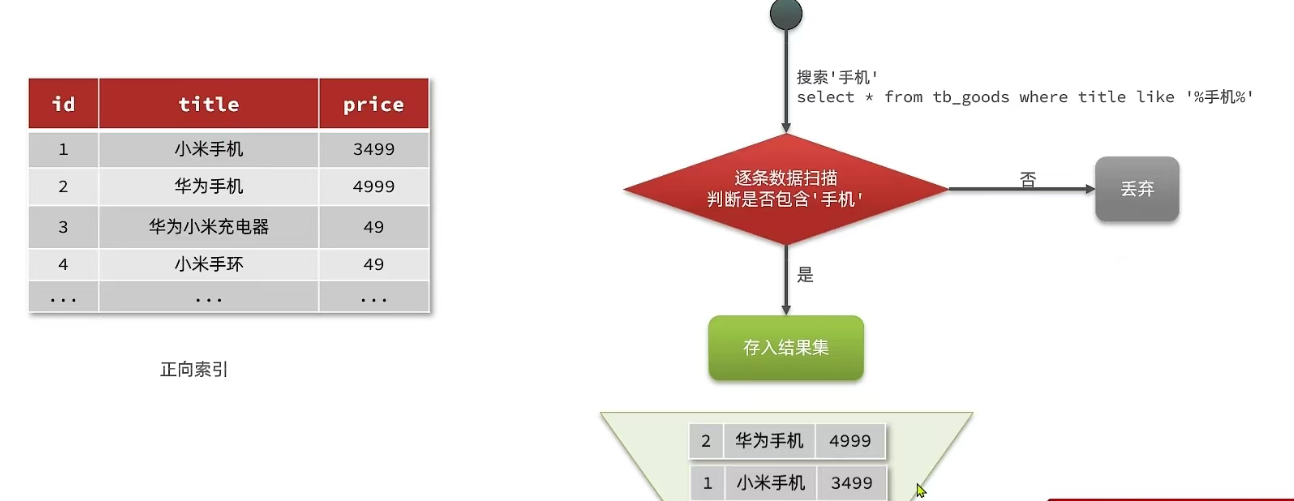 id title price
1 小米手机 3499
2 华为手机 4999
3 华为小米充电器 49
4 小米手环 49
... ... ...
正向索引
搜索'手机'
select * from tb_goods where title like '%手机%'
逐条数据扫描
判断是否包含'手机'
否
丢弃
是
存入结果集
2 华为手机 4999
1 小米手机 3499